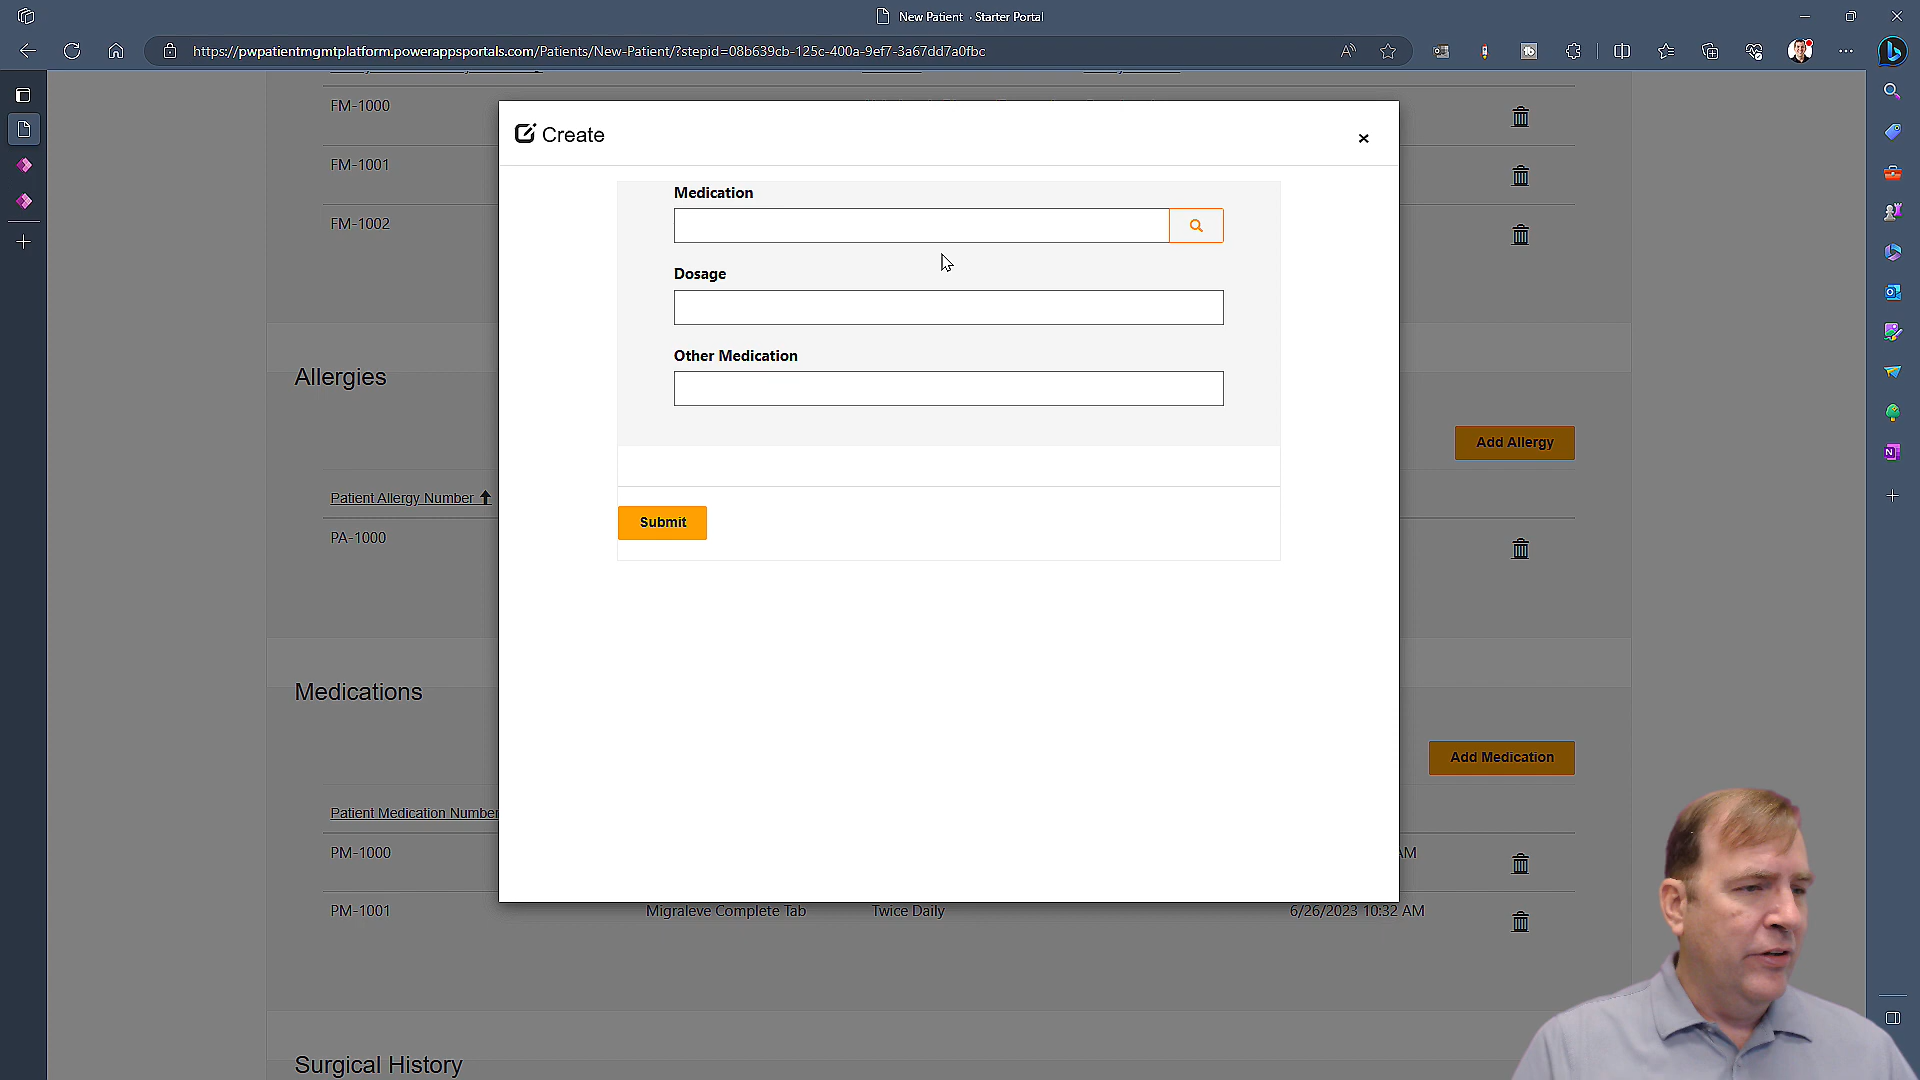 New Patient - Starter Portal
https://pwpatientmgmtplatform.powerappsportals.com/Patients/New-Patient/?stepid=08b639cb-125c-400a-9ef7-3a67dd7a0fbc
FM-1000
FM-1001
FM-1002
Create
×
Medication
Dosage
Other Medication
Submit
Allergies
Add Allergy
Patient Allergy Number
PA-1000
Medications
Add Medication
Patient Medication Number
PM-1000
AM
PM-1001 Migraleve Complete Tab Twice Daily 6/26/2023 10:32 AM
Surgical History